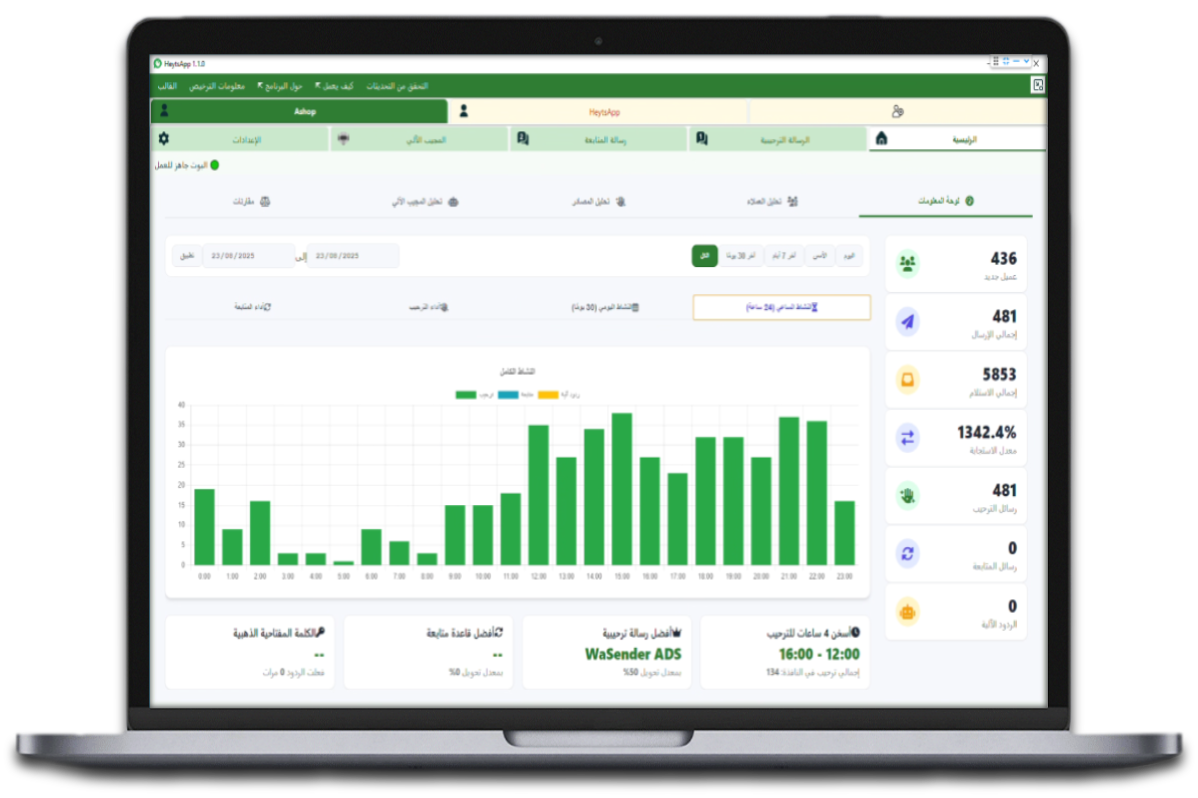 HeytsApp 1.1.0
التحقق من التحديثات كيف يعمل حول البرنامج معلومات الترخيص القالب
Ashop HeytsApp
الرئيسية الرسالة الترحيبية رسالة المتابعة المجيب الألي الإعدادات
البوت جاهز للعمل
لوحة المعلومات تحليل العملاء تحليل المصادر تحليل المجيب الألي مقارنات
اليوم الأمس آخر 7 أيام آخر 30 يومًا الكل
23/08/2025 إلى 23/08/2025 تطبيق
النشاط الساعي (24 ساعة) النشاط اليومي (30 يومًا) أداء الترحيب أداء المتابعة
436
عميل جديد
481
إجمالي الإرسال
5853
إجمالي الاستلام
1342.4%
معدل الاستجابة
481
رسائل الترحيب
0
رسائل المتابعة
0
الردود الألية
النشاط الكامل
ترحيب متابعة ردود آلية
40
35
30
25
20
15
10
5
0
0:00 1:00 2:00 3:00 4:00 5:00 6:00 7:00 8:00 9:00 10:00 11:00 12:00 13:00 14:00 15:00 16:00 17:00 18:00 19:00 20:00 21:00 22:00 23:00
أسخن 4 ساعات للترحيب
16:00 - 12:00
إجمالي ترحيب في النافذة: 134
أفضل رسالة ترحيبية
WaSender ADS
بمعدل تحويل 50%
أفضل قاعدة متابعة
--
بمعدل تحويل 0%
الكلمة المفتاحية الذهبية
--
فعلت الردود 0 مرات